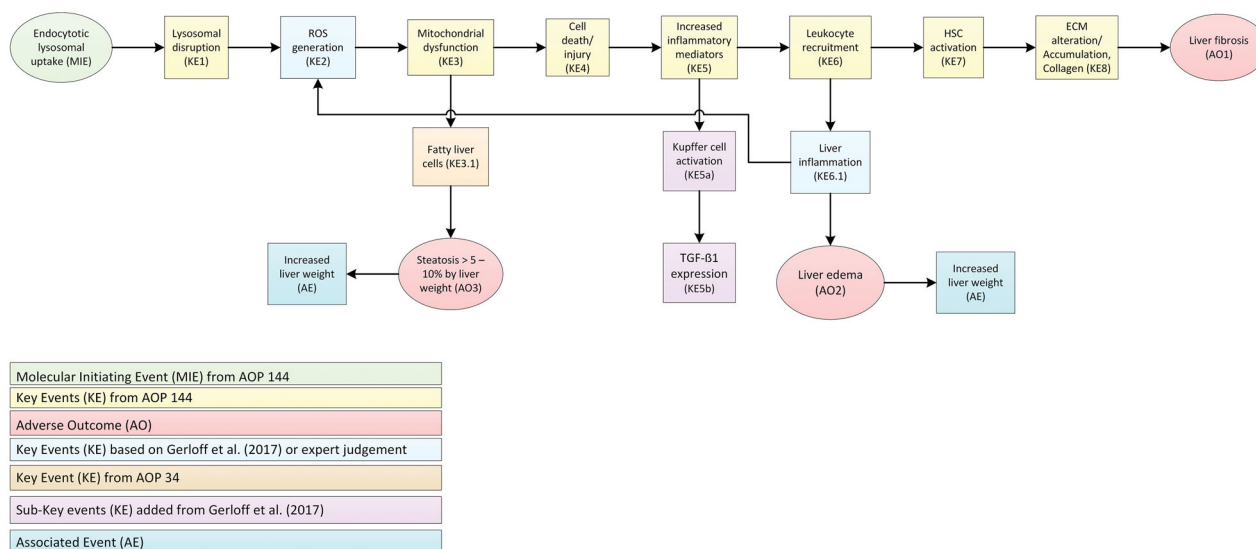 Endocytotic
lysosomal
uptake (MIE)
Lysosomal
disruption
(KE1)
ROS
generation
(KE2)
Mitochondrial
dysfunction
(KE3)
Cell
death/
injury
(KE4)
Increased
inflammatory
mediators
(KE5)
Leukocyte
recruitment
(KE6)
HSC
activation
(KE7)
ECM
alteration/
Accumulation,
Collagen (KE8)
Liver fibrosis
(AO1)
Fatty liver
cells (KE3.1)
Kupffer cell
activation
(KE5a)
Liver
inflammation
(KE6.1)
Increased
liver weight
(AE)
Steatosis > 5 –
10% by liver
weight (AO3)
TGF-ß1
expression
(KE5b)
Liver edema
(AO2)
Increased
liver weight
(AE)
Molecular Initiating Event (MIE) from AOP 144
Key Events (KE) from AOP 144
Adverse Outcome (AO)
Key Events (KE) based on Gerloff et al. (2017) or expert judgement
Key Event (KE) from AOP 34
Sub-Key events (KE) added from Gerloff et al. (2017)
Associated Event (AE)